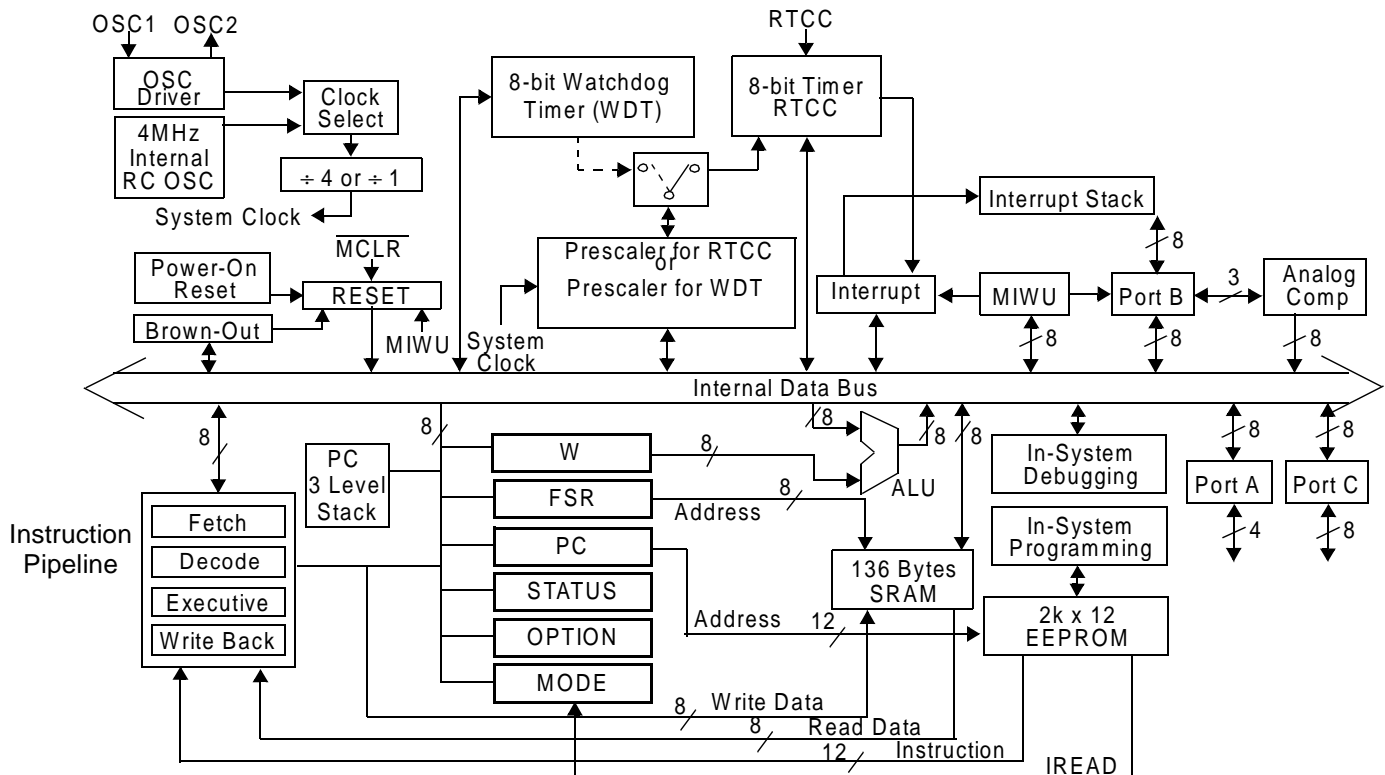 OSC1
OSC2
RTCC
OSC
Driver
Clock
Select
4MHz
Internal
RC OSC
÷ 4 or ÷ 1
System Clock
8-bit Watchdog
Timer (WDT)
8-bit Timer
RTCC
Interrupt Stack
8
MCLR
Power-On
Reset
RESET
Brown-Out
MIWU
System
Clock
Prescaler for RTCC
or
Prescaler for WDT
Interrupt
MIWU
Port B
3
Analog
Comp
8
8
8
Internal Data Bus
8
8
8
8
8
8
8
PC
3 Level
Stack
W
8
FSR
8
Address
PC
STATUS
OPTION
MODE
ALU
In-System
Debugging
Port A
Port C
4
8
In-System
Programming
Instruction
Pipeline
Fetch
Decode
Executive
Write Back
136 Bytes
SRAM
Address
12
2k x 12
EEPROM
8
Write Data
8
Read Data
12
Instruction
IREAD